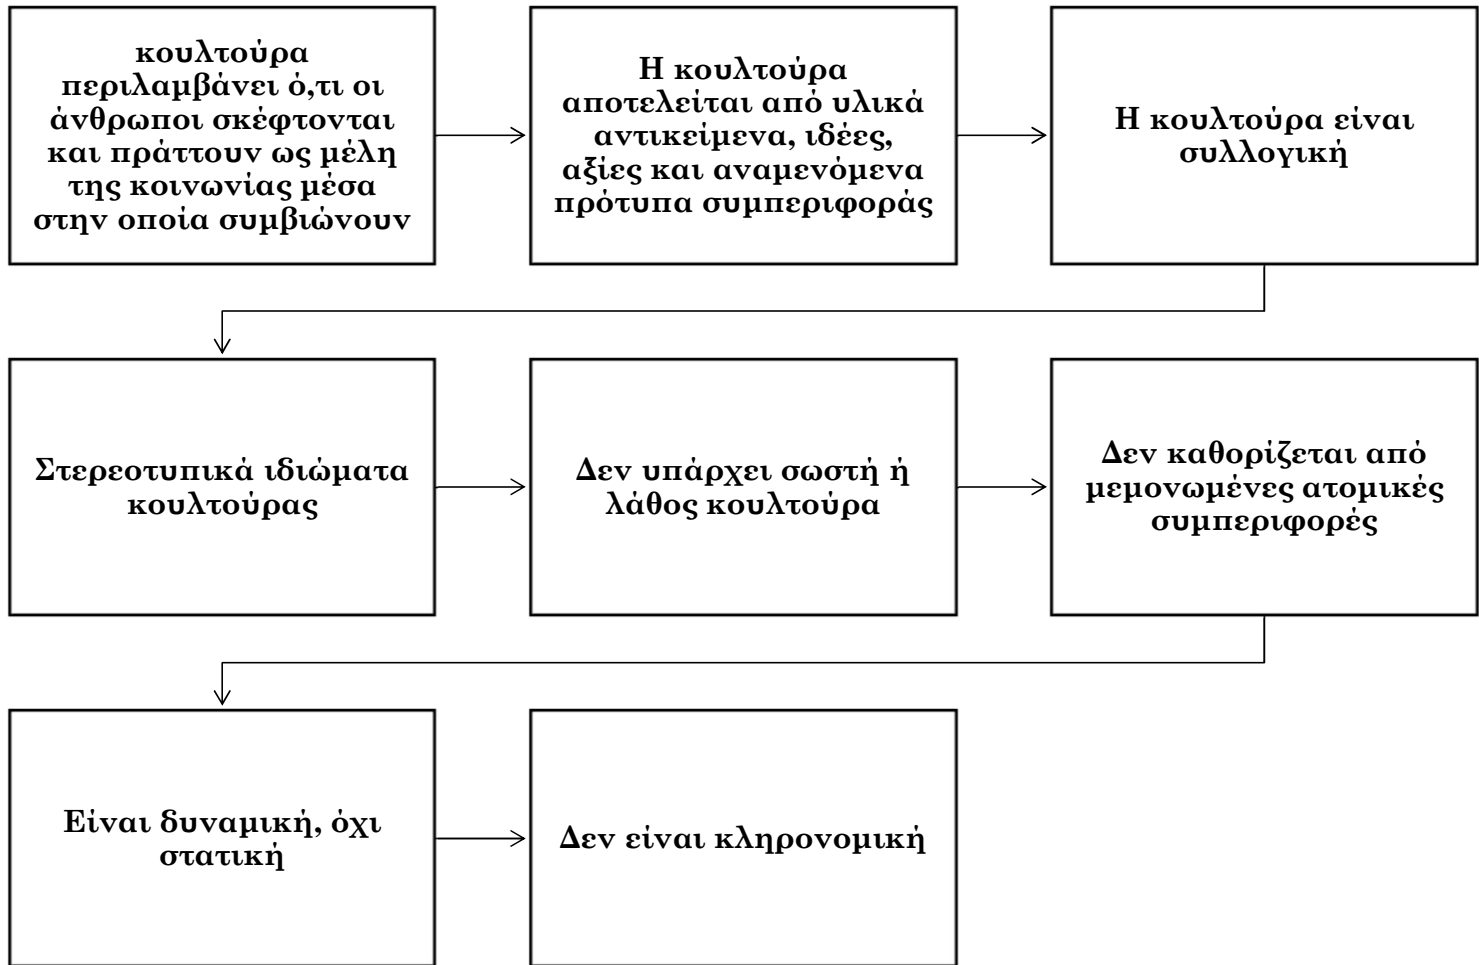 κουλτούρα
περιλαμβάνει ό,τι οι
άνθρωποι σκέφτονται
και πράττουν ως μέλη
της κοινωνίας μέσα
στην οποία συμβιώνουν
Η κουλτούρα
αποτελείται από υλικά
αντικείμενα, ιδέες,
αξίες και αναμενόμενα
πρότυπα συμπεριφοράς
Η κουλτούρα είναι
συλλογική
Στερεοτυπικά ιδιώματα
κουλτούρας
Δεν υπάρχει σωστή ή
λάθος κουλτούρα
Δεν καθορίζεται από
μεμονωμένες ατομικές
συμπεριφορές
Είναι δυναμική, όχι
στατική
Δεν είναι κληρονομική